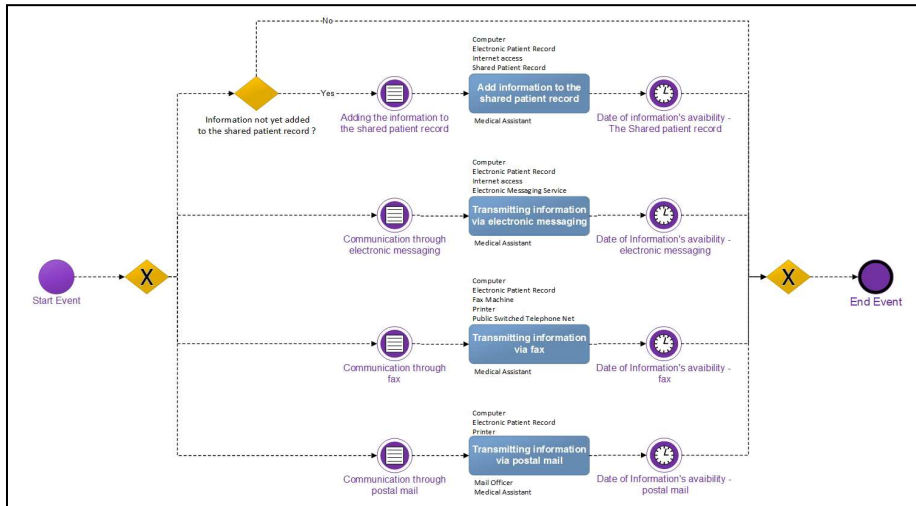 No
Computer
Electronic Patient Record
Internet access
Shared Patient Record
Yes
Add information to the
shared patient record
Information not yet added
to the shared patient record ?
Adding the information to
the shared patient record
Medical Assistant
Date of information's avaibility -
The Shared patient record
Computer
Electronic Patient Record
Internet access
Electronic Messaging Service
Transmitting information
via electronic messaging
Communication through
electronic messaging
Medical Assistant
Date of Information's avaibility -
electronic messaging
X
Start Event
X
End Event
Computer
Electronic Patient Record
Fax Machine
Printer
Public Switched Telephone Net
Transmitting information
via fax
Communication through
fax
Medical Assistant
Date of Information's avaibility -
fax
Computer
Electronic Patient Record
Printer
Transmitting information
via postal mail
Communication through
postal mail
Mail Officer
Medical Assistant
Date of Information's avaibility -
postal mail